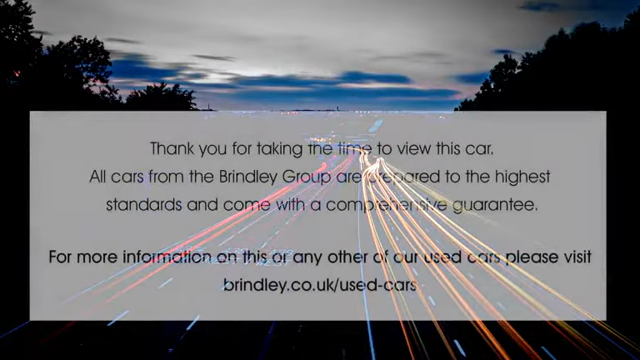 Thank you for taking the time to view this car.
All cars from the Brindley Group are prepared to the highest
standards and come with a comprehensive guarantee.
For more information on this or any other of our used cars please visit
brindley.co.uk/used-cars